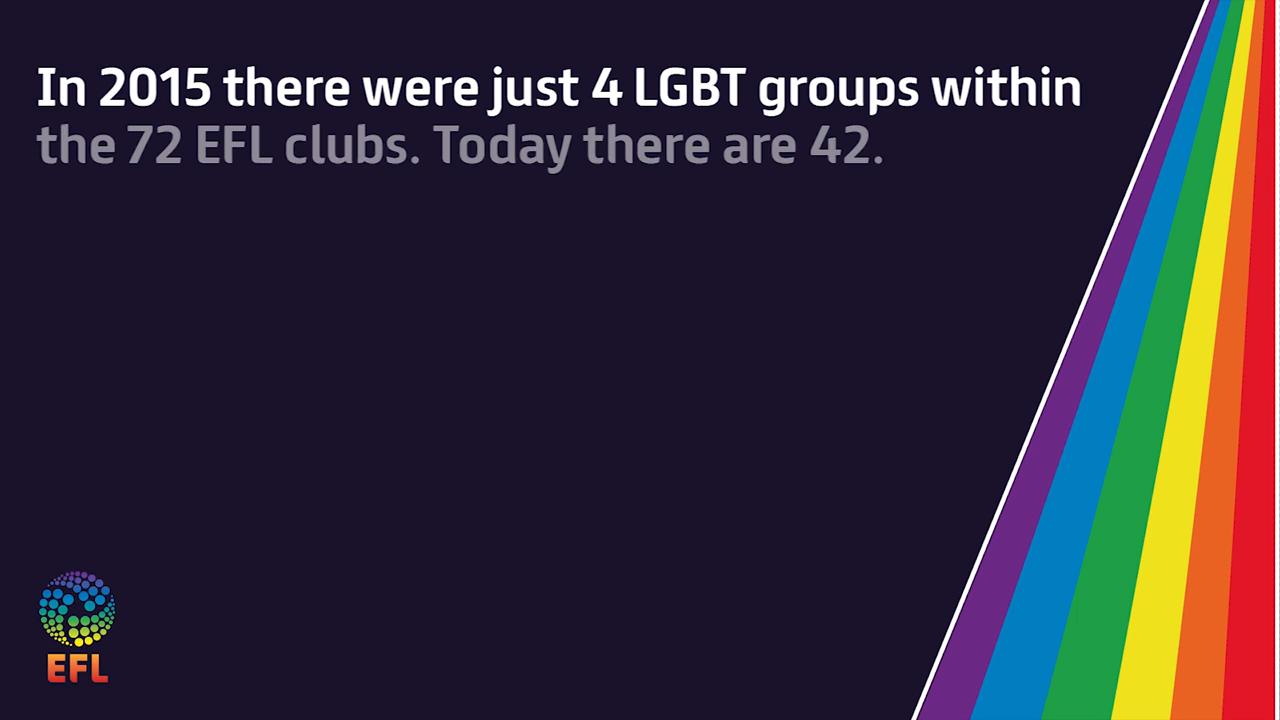 In 2015 there were just 4 LGBT groups within
the 72 EFL clubs. Today there are 42.
EFL